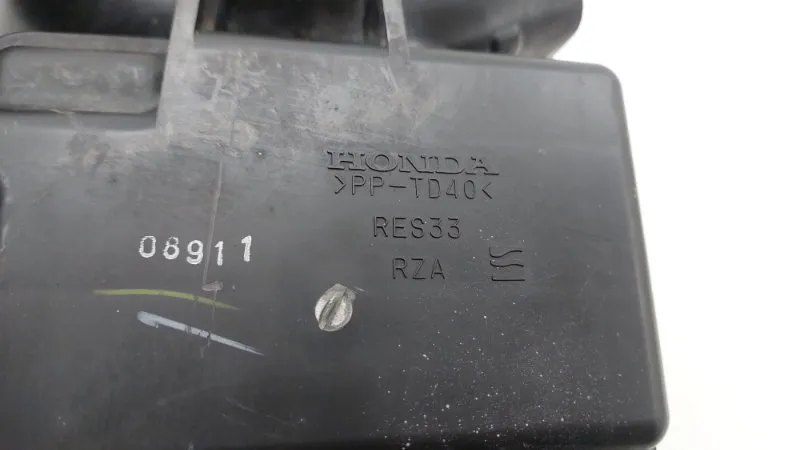 HONDA
>PP-TD40<
RES33
RZA
08911